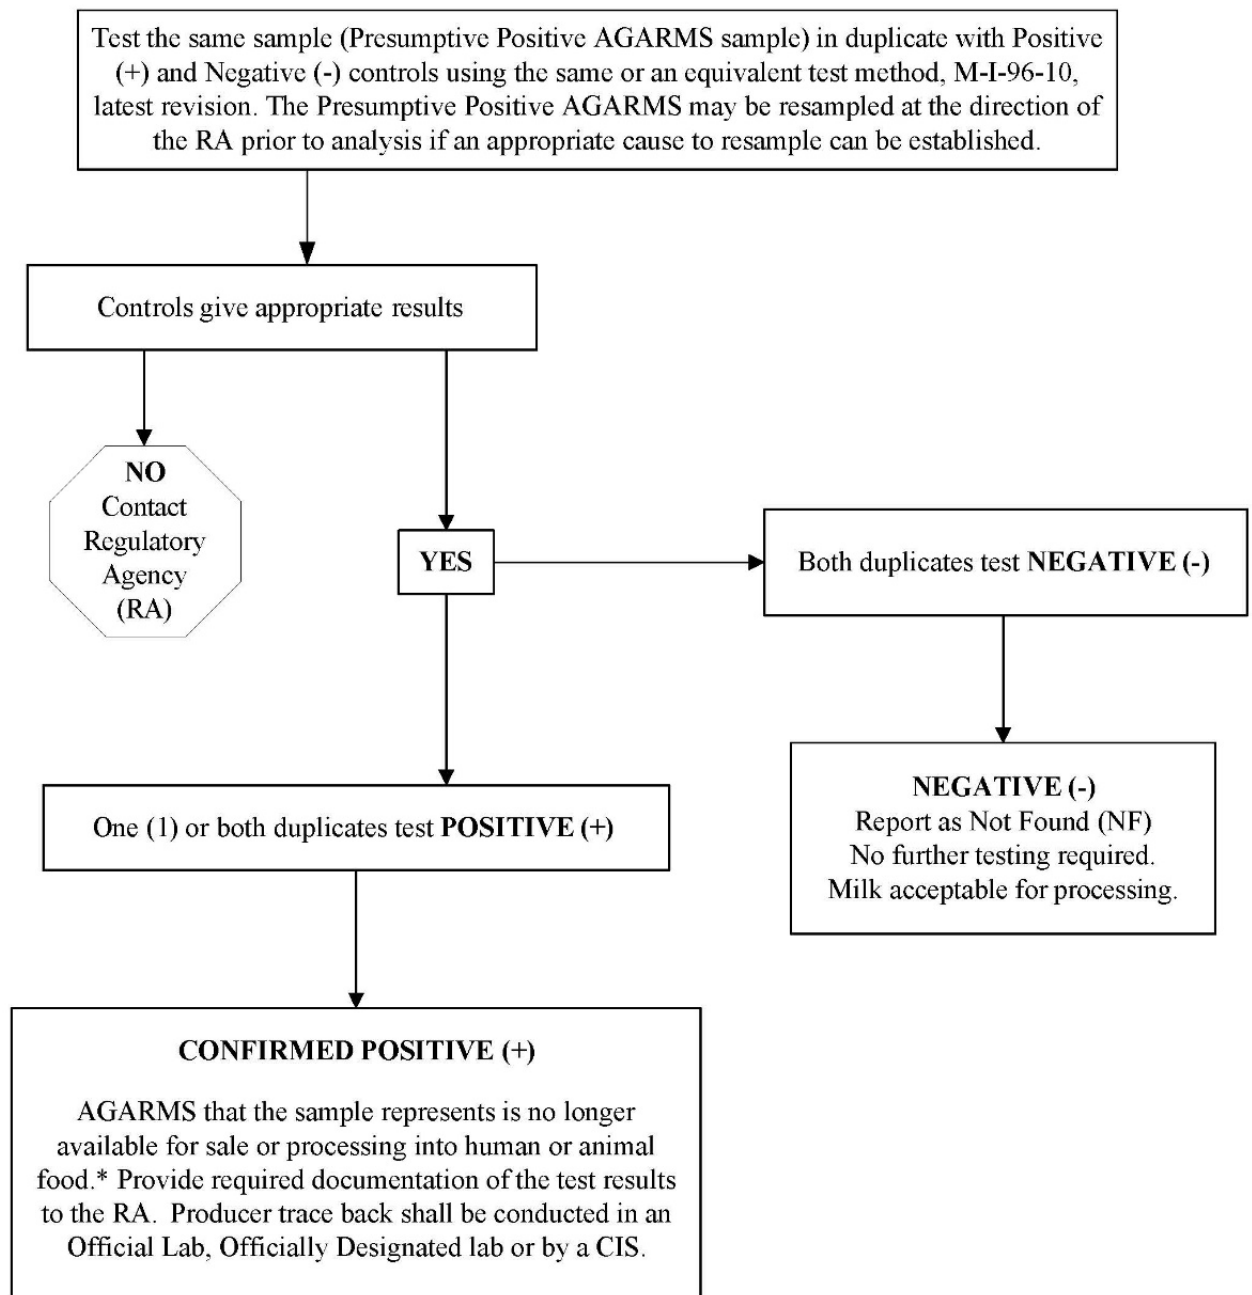 Test the same sample (Presumptive Positive AGARMS sample) in duplicate with Positive
(+) and Negative (-) controls using the same or an equivalent test method, M-I-96-10,
latest revision. The Presumptive Positive AGARMS may be resampled at the direction of
the RA prior to analysis if an appropriate cause to resample can be established.
Controls give appropriate results
NO
Contact
Regulatory
Agency
(RA)
YES
Both duplicates test NEGATIVE (-)
NEGATIVE (-)
Report as Not Found (NF)
No further testing required.
Milk acceptable for processing.
One (1) or both duplicates test POSITIVE (+)
CONFIRMED POSITIVE (+)
AGARMS that the sample represents is no longer
available for sale or processing into human or animal
food.* Provide required documentation of the test results
to the RA.  Producer trace back shall be conducted in an
Official Lab, Officially Designated lab or by a CIS.